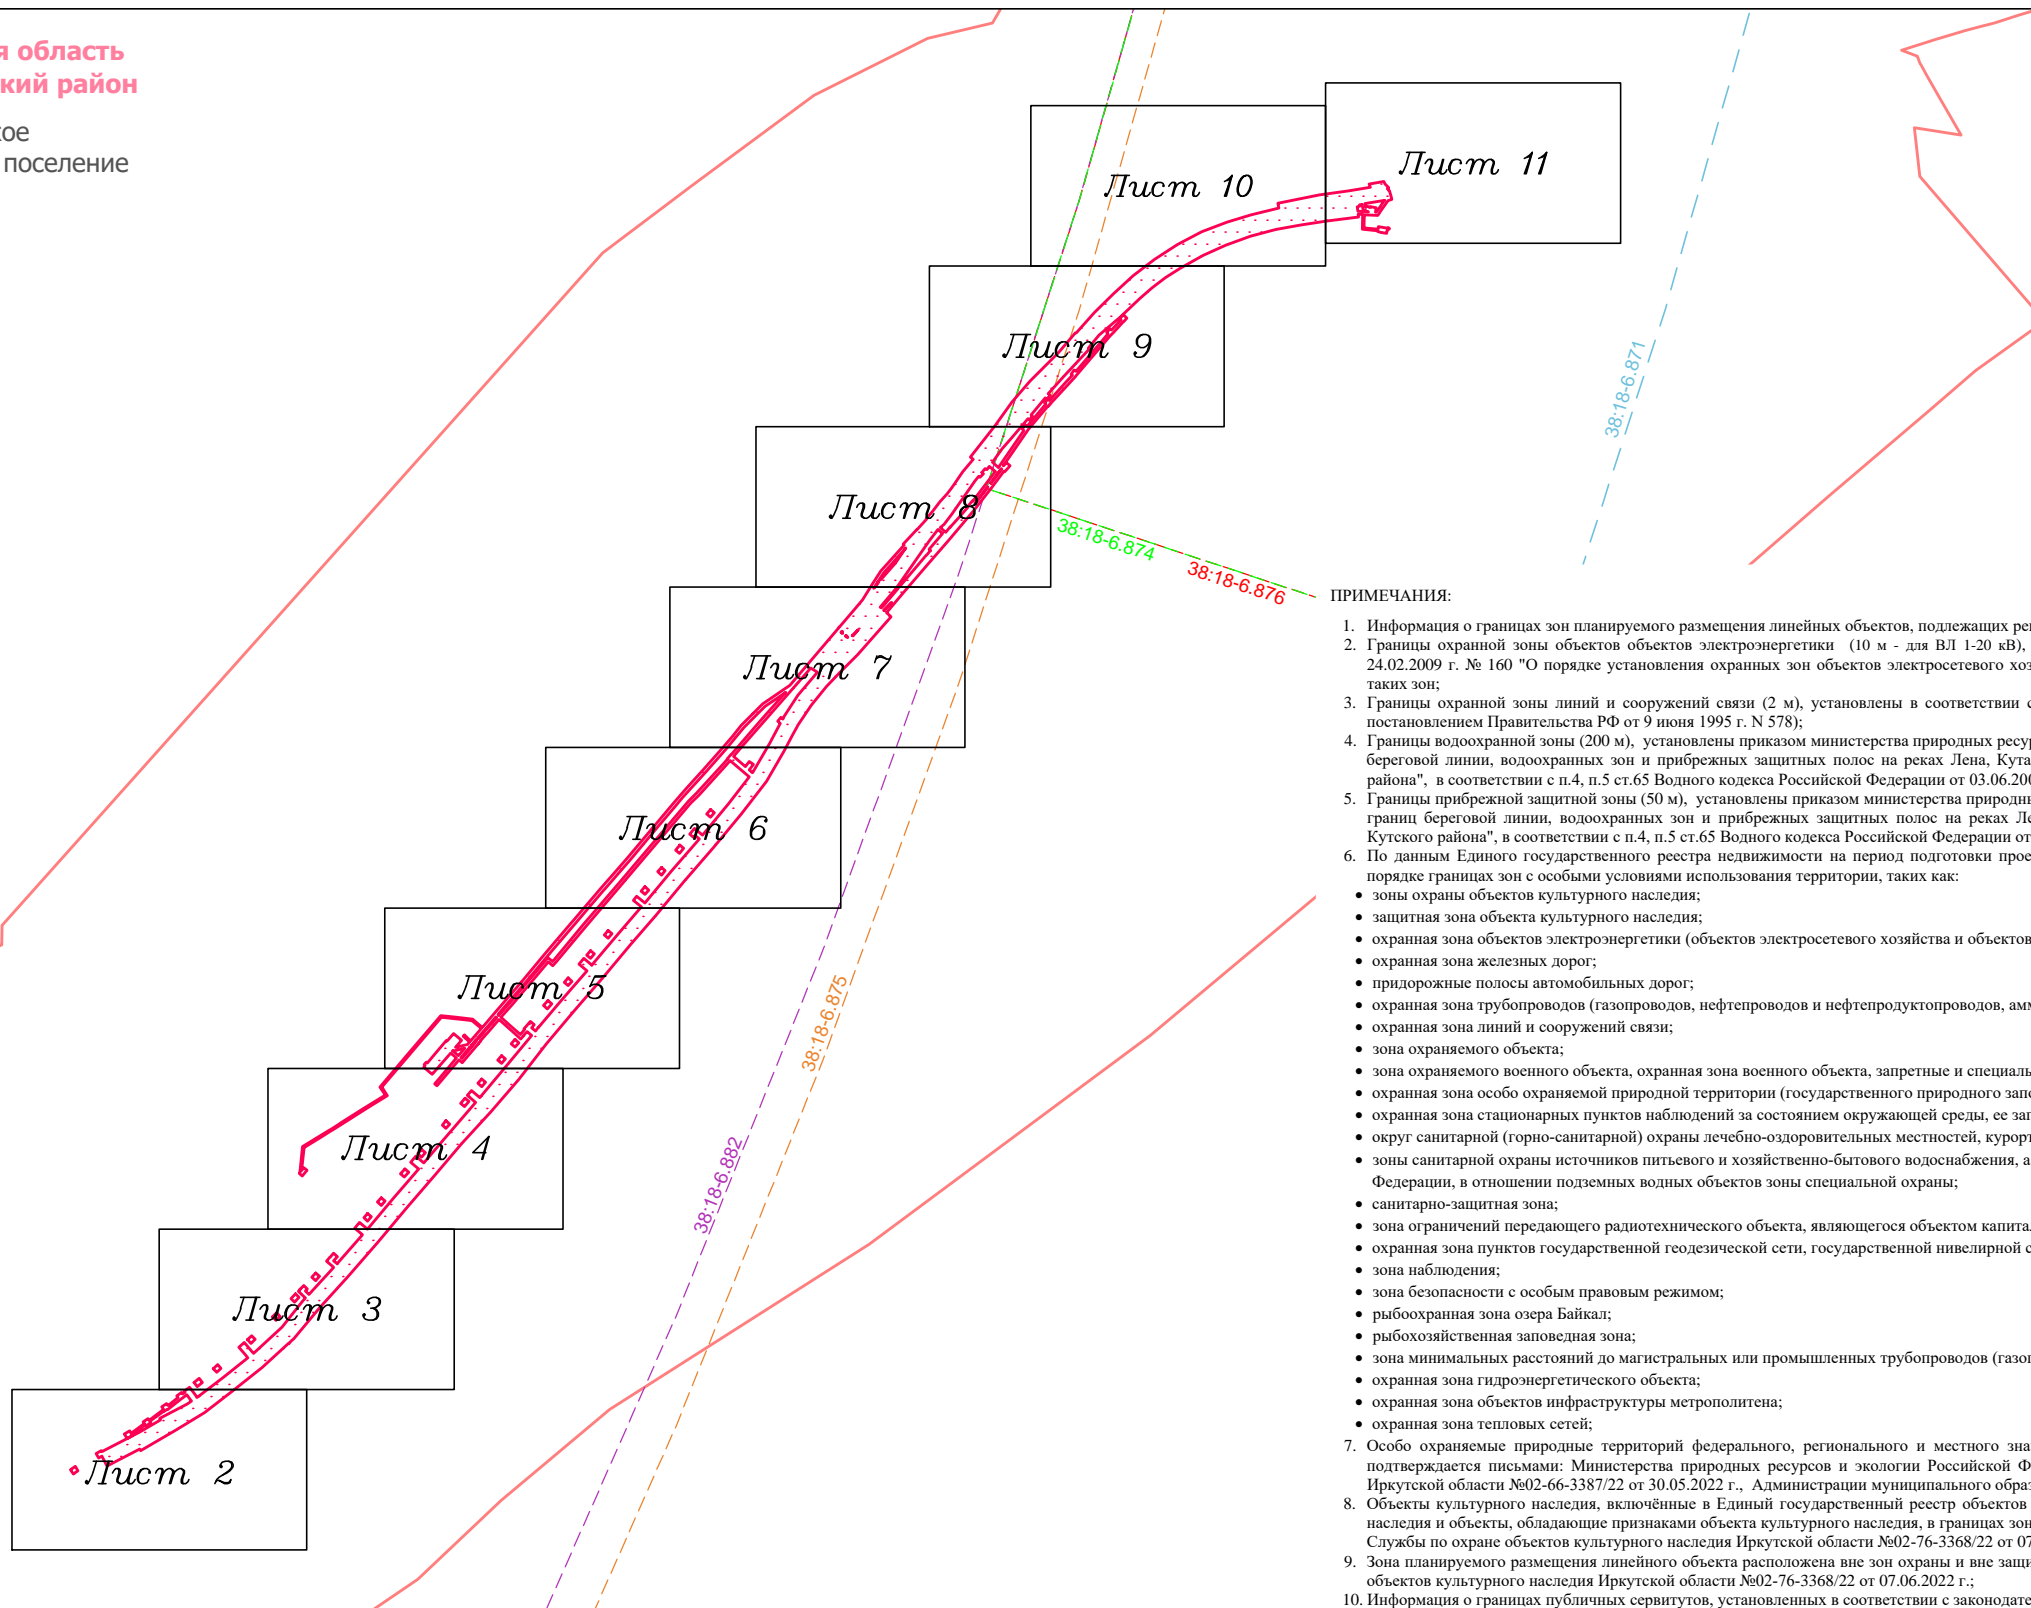 я область
кий район
ое
поселение
Лист 11
Лист 10
Лист 9
Лист 8
Лист 7
Лист 6
Лист 5
Лист 4
Лист 3
Лист 2
38:18-6.871
38:18-6.874
38:18-6.876
38:18-6.875
38:18-6.882
ПРИМЕЧАНИЯ:
1. Информация о границах зон планируемого размещения линейных объектов, подлежащих ре
2. Границы охранной зоны объектов объектов электроэнергетики (10 м - для ВЛ 1-20 кВ),
24.02.2009 г. № 160 "О порядке установления охранных зон объектов электросетевого хоз
таких зон;
3. Границы охранной зоны линий и сооружений связи (2 м), установлены в соответствии с
постановлением Правительства РФ от 9 июня 1995 г. N 578);
4. Границы водоохранной зоны (200 м), установлены приказом министерства природных ресур
береговой линии, водоохранных зон и прибрежных защитных полос на реках Лена, Кута
района", в соответствии с п.4, п.5 ст.65 Водного кодекса Российской Федерации от 03.06.200
5. Границы прибрежной защитной зоны (50 м), установлены приказом министерства природны
границ береговой линии, водоохранных зон и прибрежных защитных полос на реках Ле
Кутского района", в соответствии с п.4, п.5 ст.65 Водного кодекса Российской Федерации от
6. По данным Единого государственного реестра недвижимости на период подготовки прое
порядке границах зон с особыми условиями использования территории, таких как:
• зоны охраны объектов культурного наследия;
• защитная зона объекта культурного наследия;
• охранная зона объектов электроэнергетики (объектов электросетевого хозяйства и объектов
• охранная зона железных дорог;
• придорожные полосы автомобильных дорог;
• охранная зона трубопроводов (газопроводов, нефтепроводов и нефтепродуктопроводов, амм
• охранная зона линий и сооружений связи;
• зона охраняемого объекта;
• зона охраняемого военного объекта, охранная зона военного объекта, запретные и специаль
• охранная зона особо охраняемой природной территории (государственного природного запо
• охранная зона стационарных пунктов наблюдений за состоянием окружающей среды, ее заг
• округ санитарной (горно-санитарной) охраны лечебно-оздоровительных местностей, курорт
• зоны санитарной охраны источников питьевого и хозяйственно-бытового водоснабжения, а
Федерации, в отношении подземных водных объектов зоны специальной охраны;
• санитарно-защитная зона;
• зона ограничений передающего радиотехнического объекта, являющегося объектом капита
• охранная зона пунктов государственной геодезической сети, государственной нивелирной с
• зона наблюдения;
• зона безопасности с особым правовым режимом;
• рыбоохранная зона озера Байкал;
• рыбохозяйственная заповедная зона;
• зона минимальных расстояний до магистральных или промышленных трубопроводов (газоп
• охранная зона гидроэнергетического объекта;
• охранная зона объектов инфраструктуры метрополитена;
• охранная зона тепловых сетей;
7. Особо охраняемые природные территорий федерального, регионального и местного зна
подтверждается письмами: Министерства природных ресурсов и экологии Российской Ф
Иркутской области №02-66-3387/22 от 30.05.2022 г., Администрации муниципального обра
8. Объекты культурного наследия, включённые в Единый государственный реестр объектов
наследия и объекты, обладающие признаками объекта культурного наследия, в границах зон
Службы по охране объектов культурного наследия Иркутской области №02-76-3368/22 от 07
9. Зона планируемого размещения линейного объекта расположена вне зон охраны и вне защи
объектов культурного наследия Иркутской области №02-76-3368/22 от 07.06.2022 г.;
10. Информация о границах публичных сервитутов, установленных в соответствии с законодате